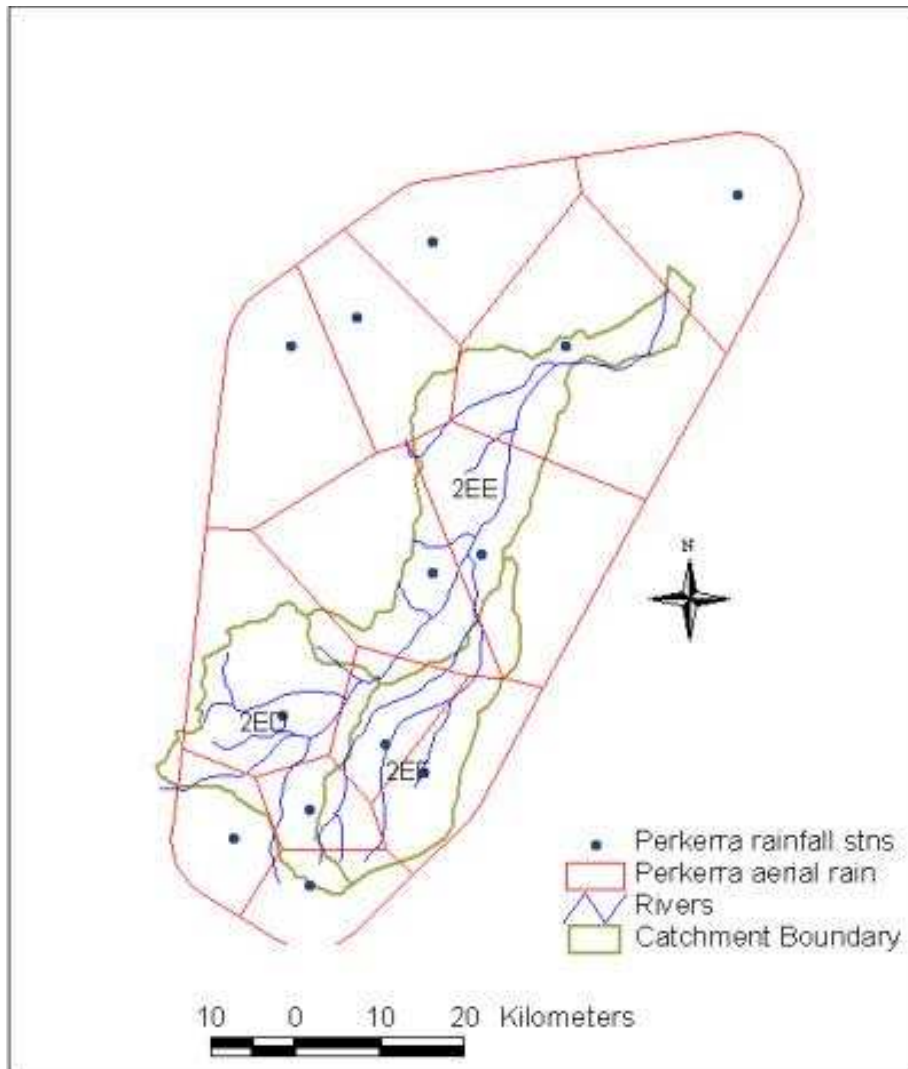 2EE
N
2ED
2EF
Perkerra rainfall stns
Perkerra aerial rain
Rivers
Catchment Boundary
10 0 10 20 Kilometers